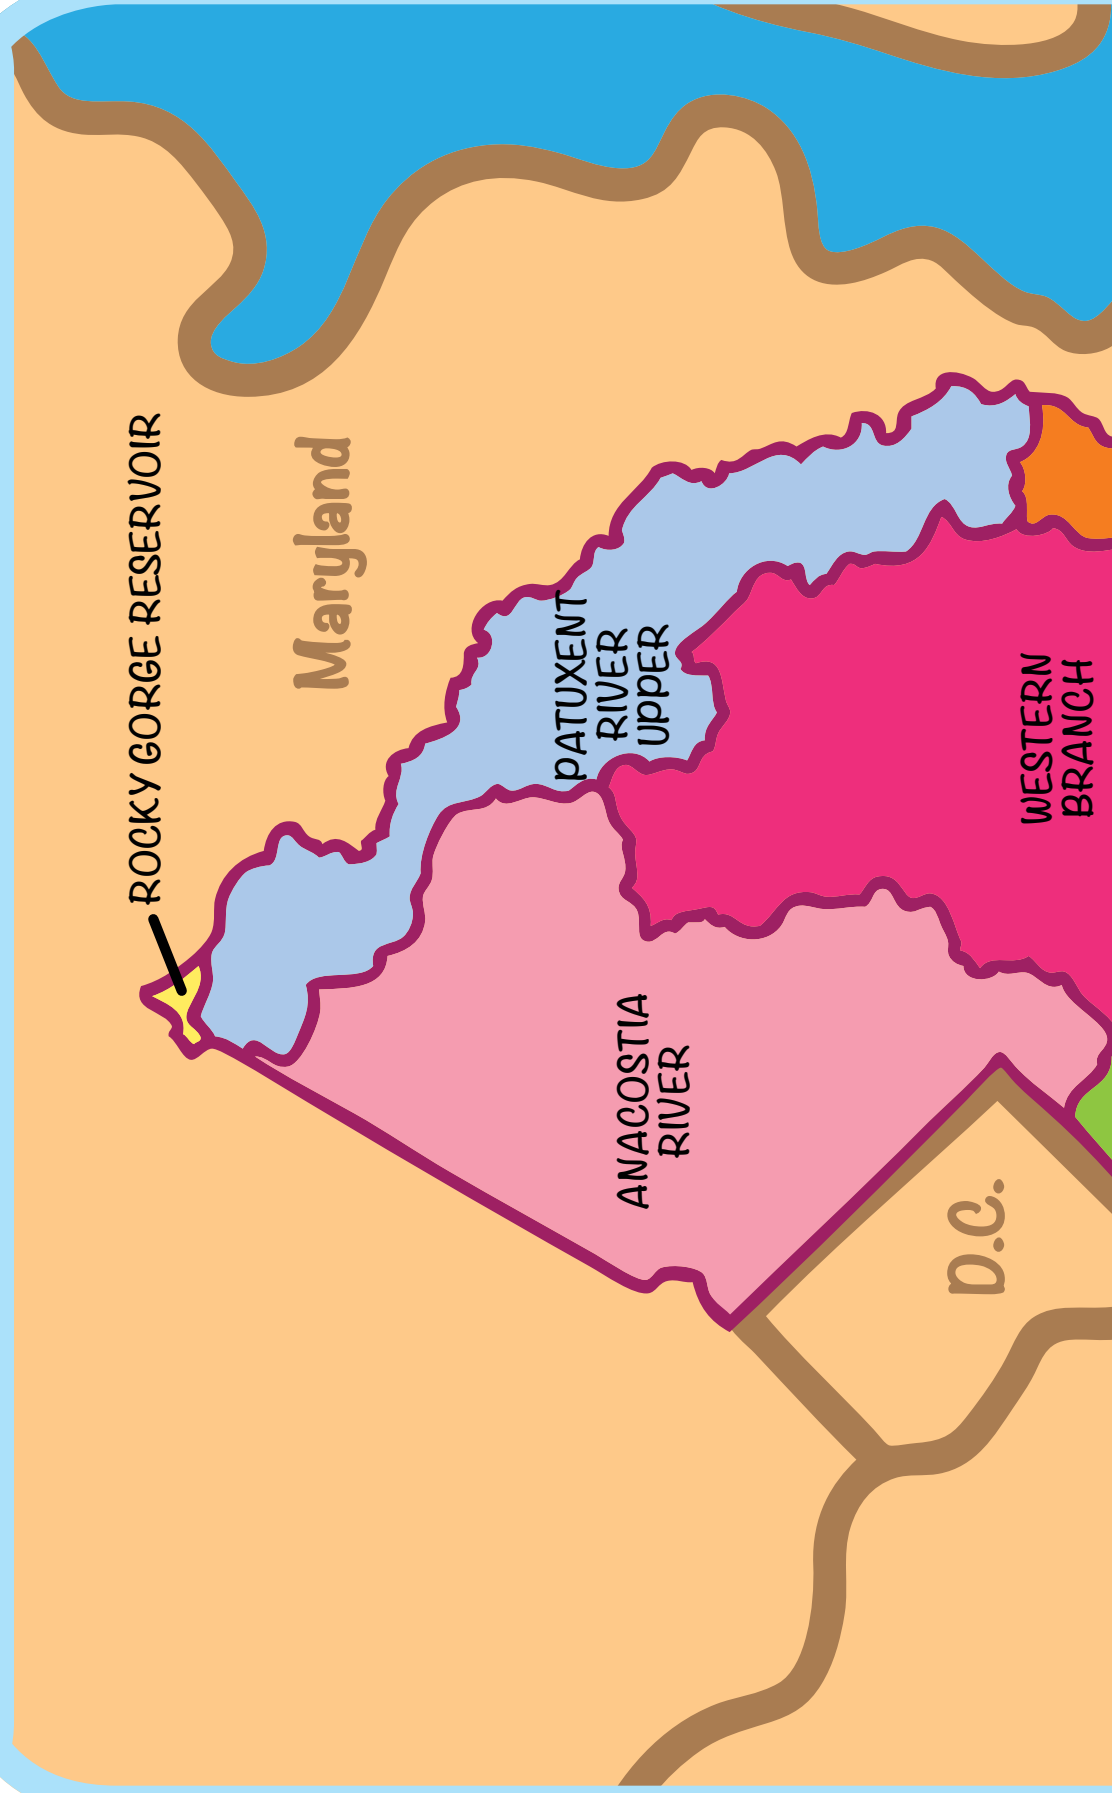 ROCKY GORGE RESERVOIR
Maryland
PATUXENT
RIVER
UPPER
WESTERN
BRANCH
ANACOSTIA
RIVER
D.C.